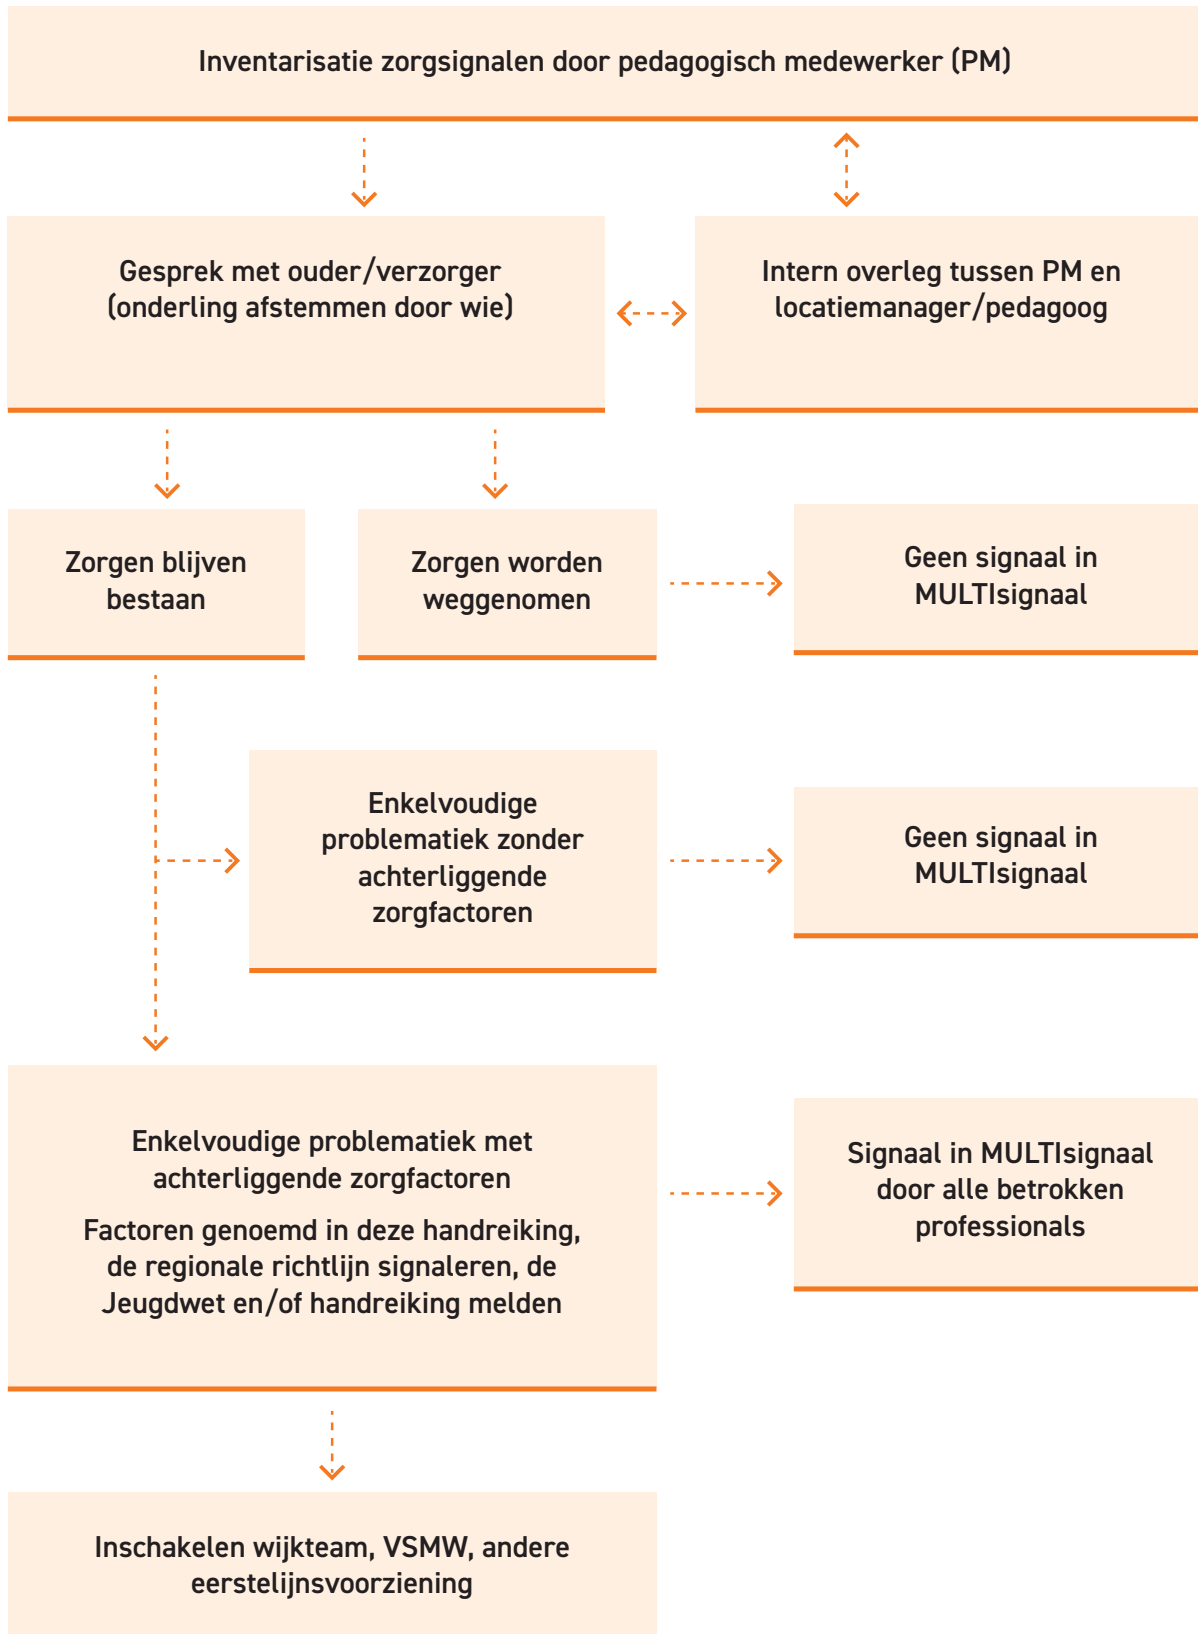 Inventarisatie zorgsignalen door pedagogisch medewerker (PM)
Gesprek met ouder/verzorger
(onderling afstemmen door wie)
Intern overleg tussen PM en
locatiemanager/pedagoog
Zorgen blijven
bestaan
Zorgen worden
weggenomen
Geen signaal in
MULTIsignaal
Enkelvoudige
problematiek zonder
achterliggende
zorgfactoren
Geen signaal in
MULTIsignaal
Enkelvoudige problematiek met
achterliggende zorgfactoren
Factoren genoemd in deze handreiking,
de regionale richtlijn signaleren, de
Jeugdwet en/of handreiking melden
Signaal in MULTIsignaal
door alle betrokken
professionals
Inschakelen wijkteam, VSMW, andere
eerstelijnsvoorziening